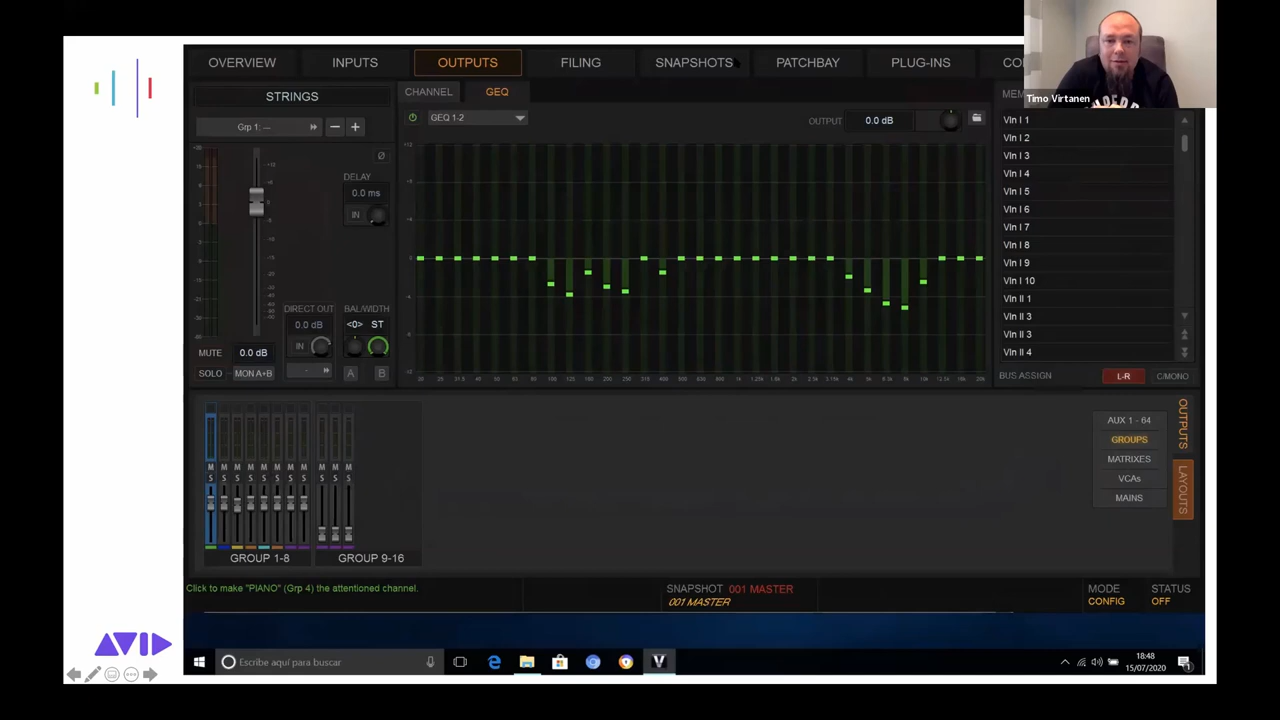 OVERVIEW
INPUTS
OUTPUTS
FILING
SNAPSHOTS
PATCHBAY
PLUG-INS
Timo Virtanen
STRINGS
CHANNEL
GEQ
Grp 1: ---
GEQ 1-2
OUTPUT
0.0 dB
DELAY
0.0 ms
IN
DIRECT OUT
0.0 dB
IN
BAL/WIDTH
<0> ST
MUTE
0.0 dB
SOLO
MON A+B
A
B
Vln I 1
Vln I 2
Vln I 3
Vln I 4
Vln I 5
Vln I 6
Vln I 7
Vln I 8
Vln I 9
Vln I 10
Vln II 1
Vln II 3
Vln II 3
Vln II 4
BUS ASSIGN
L-R
C/MONO
AUX 1 - 64
GROUPS
MATRIXES
VCAs
MAINS
OUTPUTS
LAYOUTS
M M M M M M M M
S S S S S S S S
M M M
S S S
GROUP 1-8
GROUP 9-16
Click to make "PIANO" (Grp 4) the attentioned channel.
SNAPSHOT 001 MASTER
001 MASTER
MODE
CONFIG
STATUS
OFF
AVID
Escribe aquí para buscar
18:48
15/07/2020